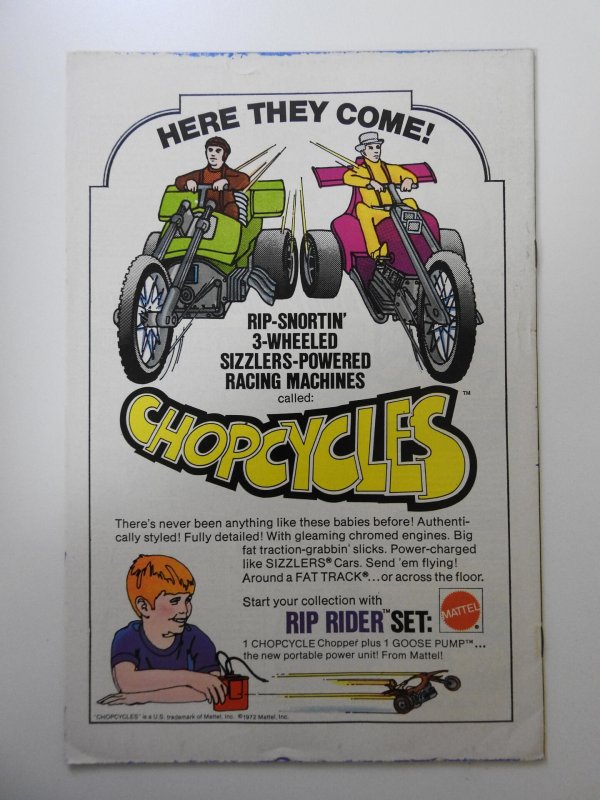 HERE THEY COME!
RIP-SNORTIN'
3-WHEELED
SIZZLERS-POWERED
RACING MACHINES
called:
CHOPCYCLES™
There's never been anything like these babies before! Authenti-
cally styled! Fully detailed! With gleaming chromed engines. Big
fat traction-grabbin' slicks. Power-charged
like SIZZLERS® Cars. Send 'em flying!
Around a FAT TRACK®...or across the floor.
Start your collection with
RIP RIDER™ SET:
MATTEL®
1 CHOPCYCLE Chopper plus 1 GOOSE PUMP™...
the new portable power unit! From Mattel!
"CHOPCYCLES" is a U.S. trademark of Mattel, Inc. ©1972 Mattel, Inc.